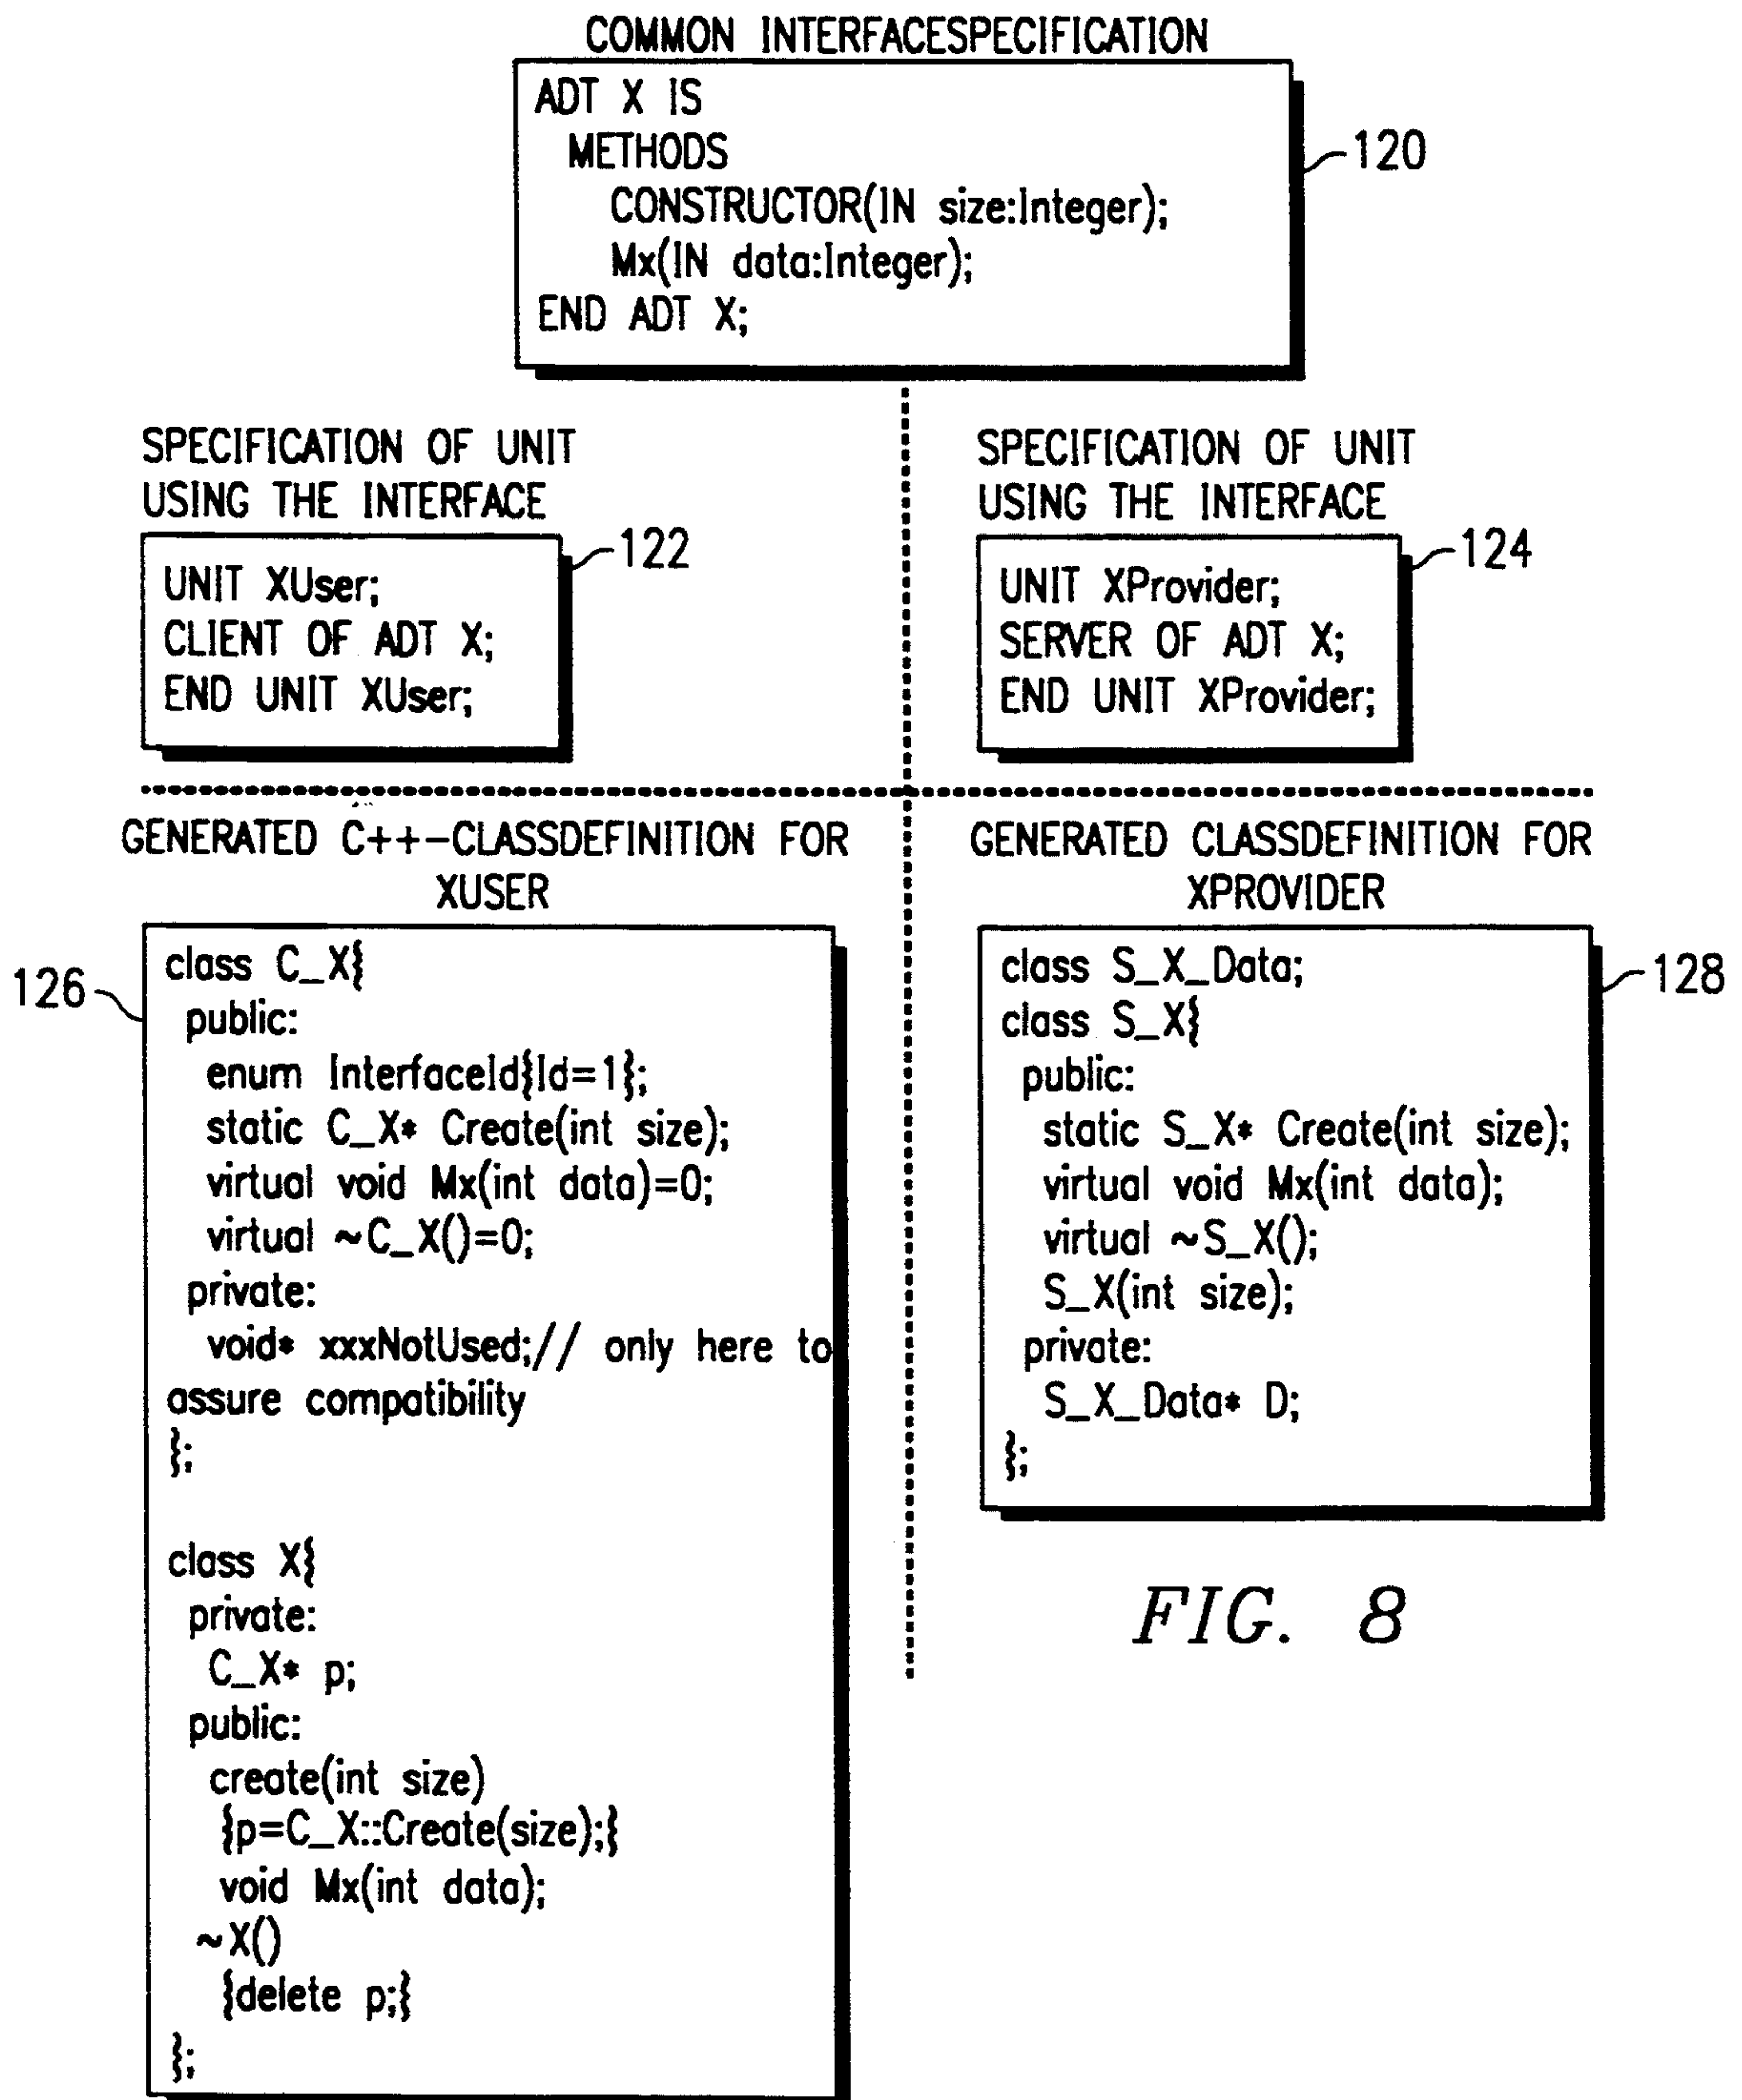 COMMON INTERFACESPECIFICATION
ADT X IS
METHODS
CONSTRUCTOR(IN size:Integer);
Mx(IN data:Integer);
END ADT X;
120
SPECIFICATION OF UNIT
USING THE INTERFACE
122
UNIT XUser;
CLIENT OF ADT X;
END UNIT XUser;
SPECIFICATION OF UNIT
USING THE INTERFACE
124
UNIT XProvider;
SERVER OF ADT X;
END UNIT XProvider;
GENERATED C++-CLASSDEFINITION FOR
XUSER
126
class C_X{
public:
enum InterfaceId{Id=1};
static C_X* Create(int size);
virtual void Mx(int data)=0;
virtual ~C_X()=0;
private:
void* xxxNotUsed;// only here to
assure compatibility
};
class X{
private:
C_X* p;
public:
create(int size)
{p=C_X::Create(size);{
void Mx(int data);
~X()
{delete p;{
};
GENERATED CLASSDEFINITION FOR
XPROVIDER
128
class S_X_Data;
class S_X{
public:
static S_X* Create(int size);
virtual void Mx(int data);
virtual ~S_X();
S_X(int size);
private:
S_X_Data* D;
};
FIG. 8